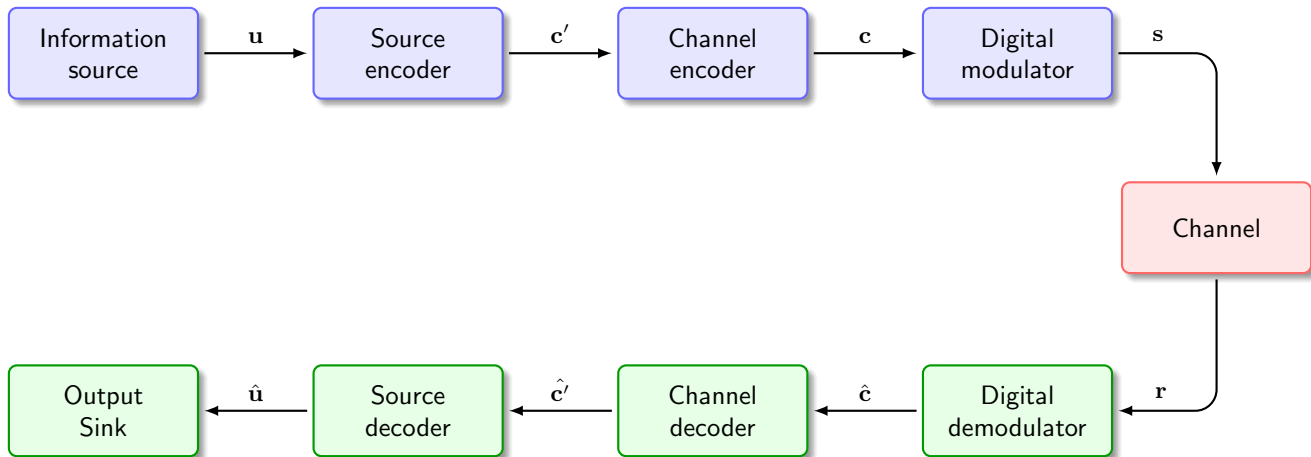 Information
source
u
Source
encoder
c′
Channel
encoder
c
Digital
modulator
s
Channel
Output
Sink
û
Source
decoder
ĉ′
Channel
decoder
ĉ
Digital
demodulator
r